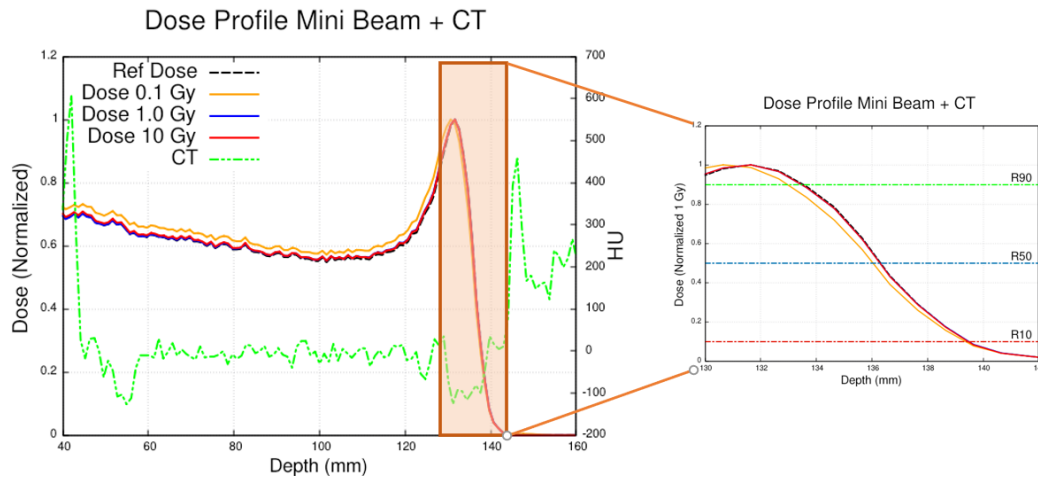 Dose Profile Mini Beam + CT
Ref Dose
Dose 0.1 Gy
Dose 1.0 Gy
Dose 10 Gy
CT
1.2
1
0.8
0.6
0.4
0.2
0
Dose (Normalized)
40 60 80 100 120 140 160
Depth (mm)
700
600
500
400
300
200
100
0
-100
-200
HU
Dose Profile Mini Beam + CT
1.2
1
0.8
0.6
0.4
0.2
0
Dose (Normalized 1 Gy)
R90
R50
R10
130 132 134 136 138 140
Depth (mm)